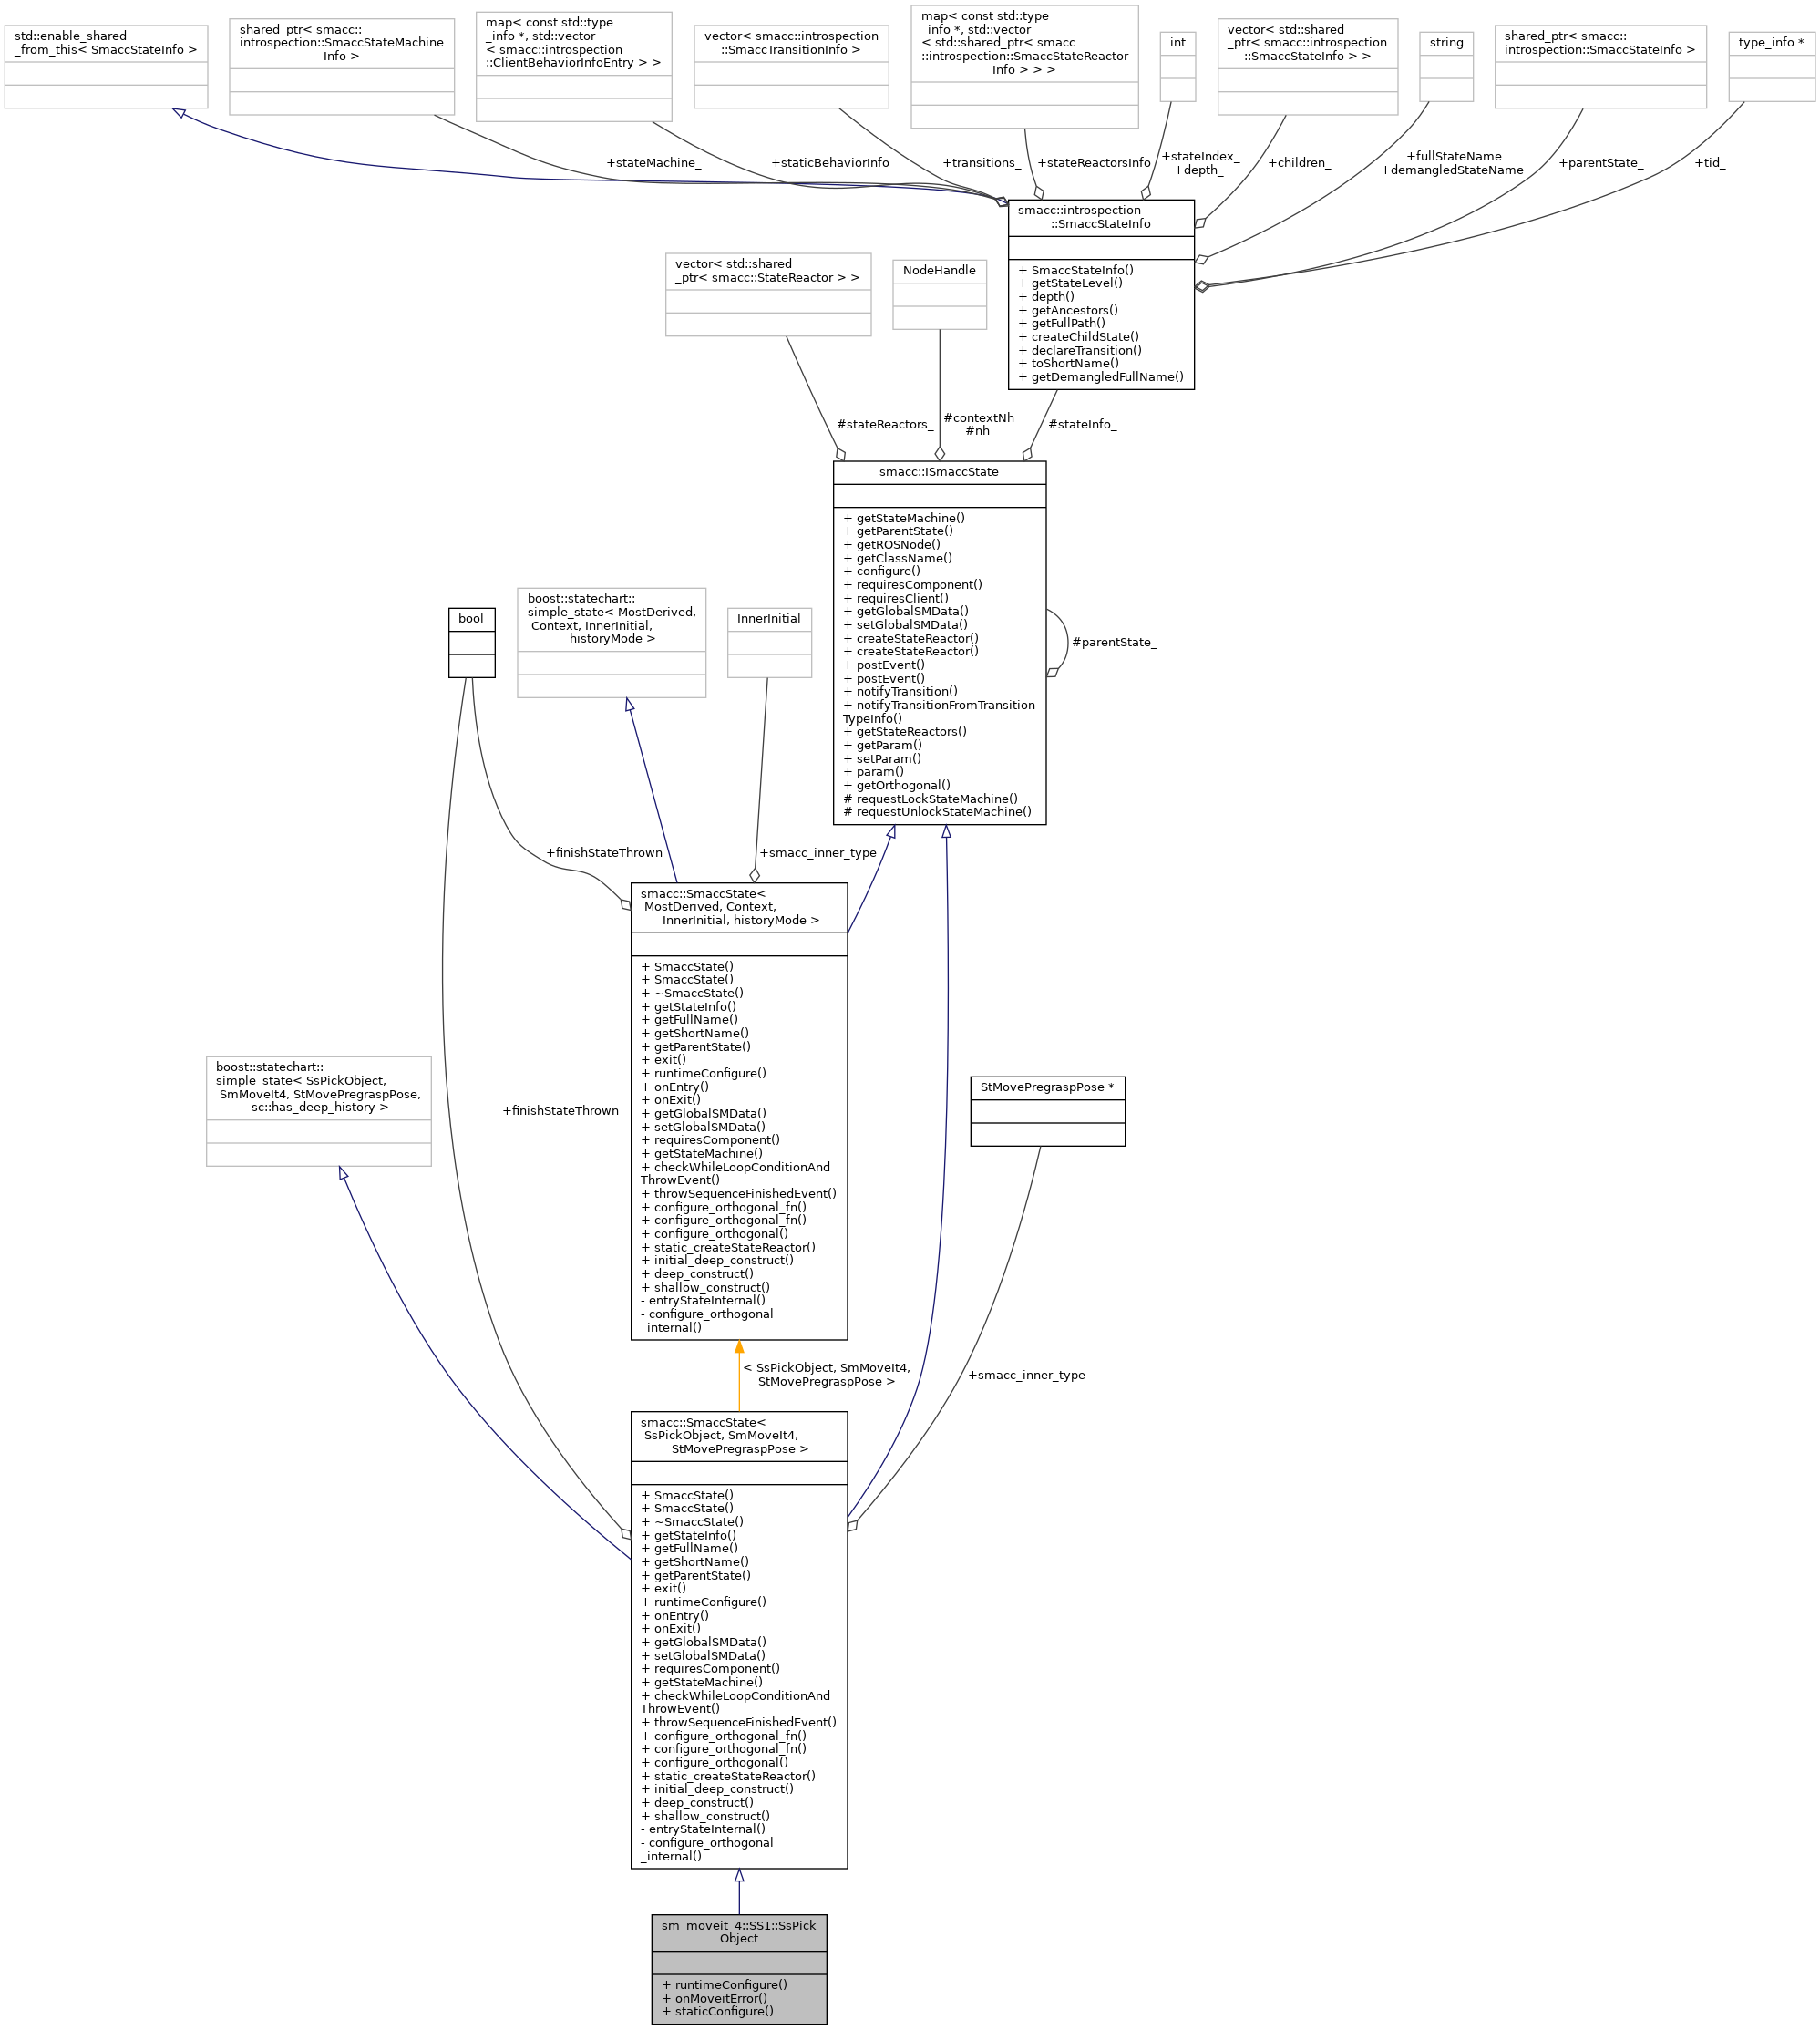 std::enable_shared
_from_this< SmaccStateInfo >
shared_ptr< smacc::
introspection::SmaccStateMachine
Info >
map< const std::type
_info *, std::vector
< smacc::introspection
::ClientBehaviorInfoEntry > >
vector< smacc::introspection
::SmaccTransitionInfo >
map< const std::type
_info *, std::vector
< std::shared_ptr< smacc
::introspection::SmaccStateReactor
Info > > >
int
vector< std::shared
_ptr< smacc::introspection
::SmaccStateInfo > >
string
shared_ptr< smacc::
introspection::SmaccStateInfo >
type_info *
+stateMachine_
+staticBehaviorInfo
+transitions_
+stateReactorsInfo
+stateIndex_
+depth_
+children_
+fullStateName
+demangledStateName
+parentState_
+tid_
smacc::introspection
::SmaccStateInfo
+ SmaccStateInfo()
+ getStateLevel()
+ depth()
+ getAncestors()
+ getFullPath()
+ createChildState()
+ declareTransition()
+ toShortName()
+ getDemangledFullName()
vector< std::shared
_ptr< smacc::StateReactor > >
NodeHandle
#stateReactors_
#contextNh
#nh
#stateInfo_
smacc::ISmaccState
+ getStateMachine()
+ getParentState()
+ getROSNode()
+ getClassName()
+ configure()
+ requiresComponent()
+ requiresClient()
+ getGlobalSMData()
+ setGlobalSMData()
+ createStateReactor()
+ createStateReactor()
+ postEvent()
+ postEvent()
+ notifyTransition()
+ notifyTransitionFromTransition
TypeInfo()
+ getStateReactors()
+ getParam()
+ setParam()
+ param()
+ getOrthogonal()
# requestLockStateMachine()
# requestUnlockStateMachine()
#parentState_
bool
boost::statechart::
simple_state< MostDerived,
Context, InnerInitial,
historyMode >
InnerInitial
+finishStateThrown
+smacc_inner_type
smacc::SmaccState<
MostDerived, Context,
InnerInitial, historyMode >
+ SmaccState()
+ SmaccState()
+ ~SmaccState()
+ getStateInfo()
+ getFullName()
+ getShortName()
+ getParentState()
+ exit()
+ runtimeConfigure()
+ onEntry()
+ onExit()
+ getGlobalSMData()
+ setGlobalSMData()
+ requiresComponent()
+ getStateMachine()
+ checkWhileLoopConditionAnd
ThrowEvent()
+ throwSequenceFinishedEvent()
+ configure_orthogonal_fn()
+ configure_orthogonal_fn()
+ configure_orthogonal()
+ static_createStateReactor()
+ initial_deep_construct()
+ deep_construct()
+ shallow_construct()
- entryStateInternal()
- configure_orthogonal
_internal()
boost::statechart::
simple_state< SsPickObject,
SmMoveIt4, StMovePregraspPose,
sc::has_deep_history >
+finishStateThrown
StMovePregraspPose *
< SsPickObject, SmMoveIt4,
StMovePregraspPose >
+smacc_inner_type
smacc::SmaccState<
SsPickObject, SmMoveIt4,
StMovePregraspPose >
+ SmaccState()
+ SmaccState()
+ ~SmaccState()
+ getStateInfo()
+ getFullName()
+ getShortName()
+ getParentState()
+ exit()
+ runtimeConfigure()
+ onEntry()
+ onExit()
+ getGlobalSMData()
+ setGlobalSMData()
+ requiresComponent()
+ getStateMachine()
+ checkWhileLoopConditionAnd
ThrowEvent()
+ throwSequenceFinishedEvent()
+ configure_orthogonal_fn()
+ configure_orthogonal_fn()
+ configure_orthogonal()
+ static_createStateReactor()
+ initial_deep_construct()
+ deep_construct()
+ shallow_construct()
- entryStateInternal()
- configure_orthogonal
_internal()
sm_moveit_4::SS1::SsPick
Object
+ runtimeConfigure()
+ onMoveitError()
+ staticConfigure()